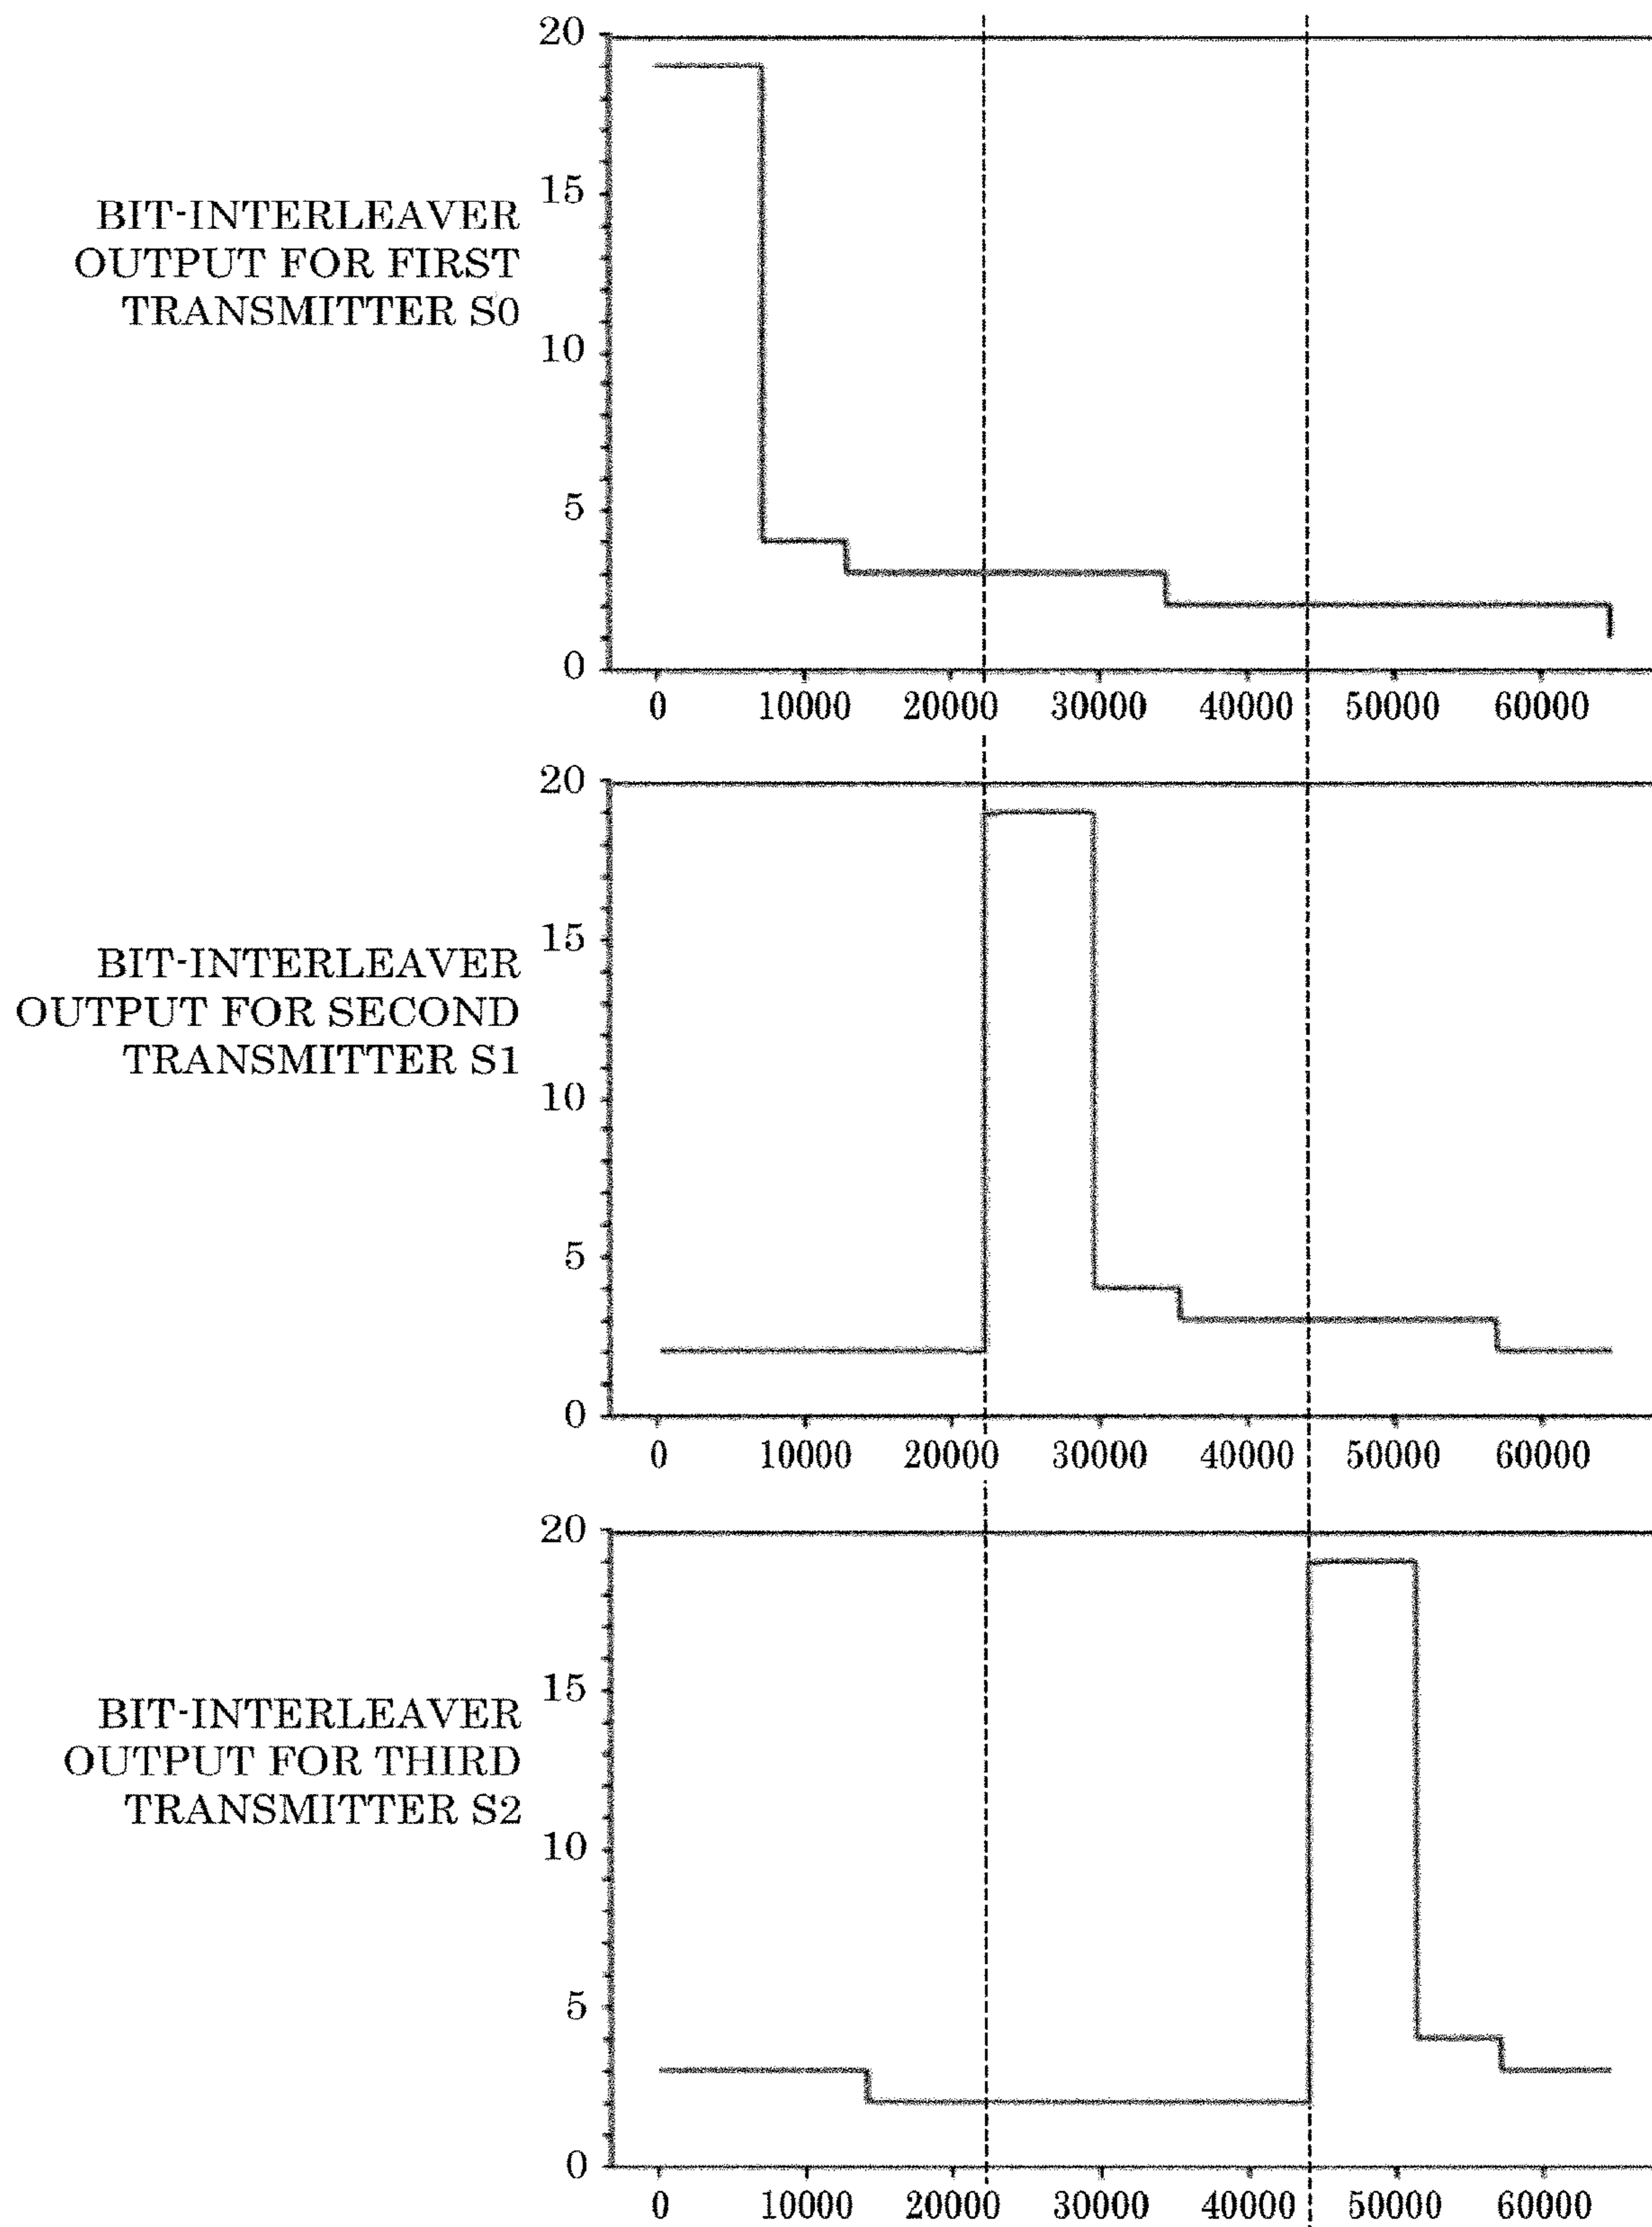 20
15
BIT-INTERLEAVER
OUTPUT FOR FIRST
TRANSMITTER S0
10
5
0
0 10000 20000 30000 40000 50000 60000
20
15
BIT-INTERLEAVER
OUTPUT FOR SECOND
TRANSMITTER S1
10
5
0
0 10000 20000 30000 40000 50000 60000
20
15
BIT-INTERLEAVER
OUTPUT FOR THIRD
TRANSMITTER S2
10
5
0
0 10000 20000 30000 40000 50000 60000